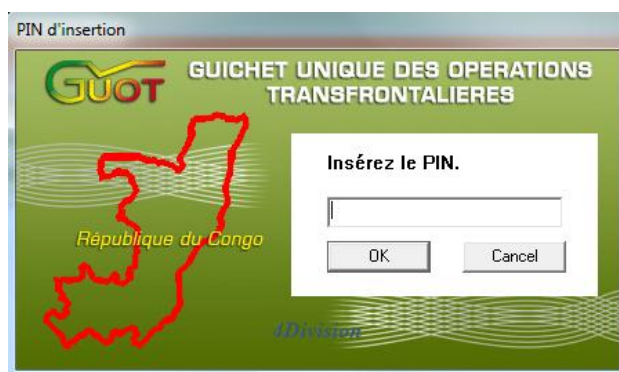 PIN d'insertion
GUOT
GUICHET UNIQUE DES OPERATIONS
TRANSFRONTALIERES
Insérez le PIN.
République du Congo
OK
Cancel
4Division